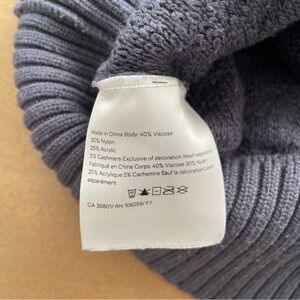 Made in China Body: 40% Viscose
30% Nylon
25% Acrylic
5% Cashmere Exclusive of decoration Wash separately
Fabriqué en Chine Corps: 40% Viscose 30% Nylon
25% Acrylique 5% Cachemire Sauf la décoration Laver
séparément
CA 35801/ RN 106259/ F7